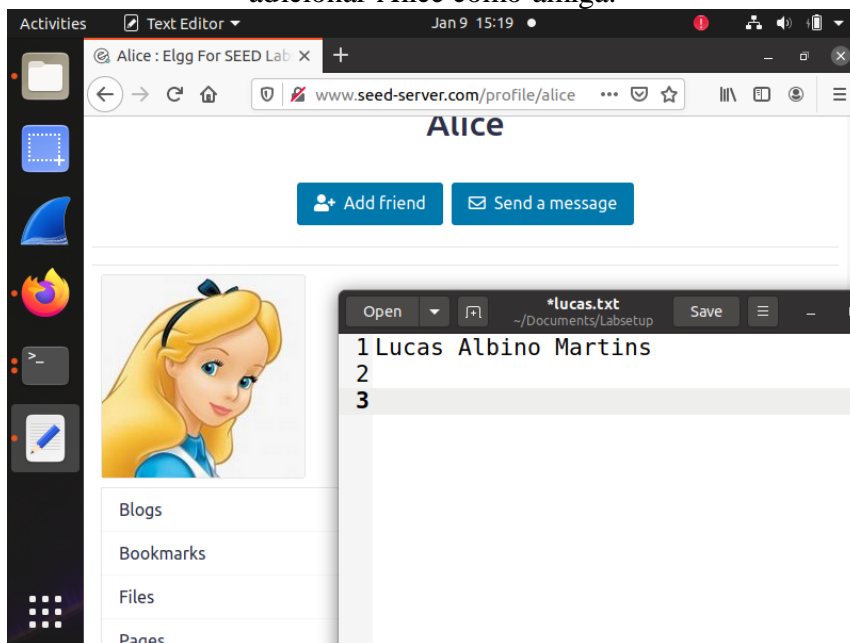 adicionar Alice como amiga.
Activities
Text Editor
Jan 9 15:19
Alice : Elgg For SEED Lab
www.seed-server.com/profile/alice
Alice
Add friend
Send a message
Open
*lucas.txt
~/Documents/Labsetup
Save
1 Lucas Albino Martins
2
3
Blogs
Bookmarks
Files
Pages